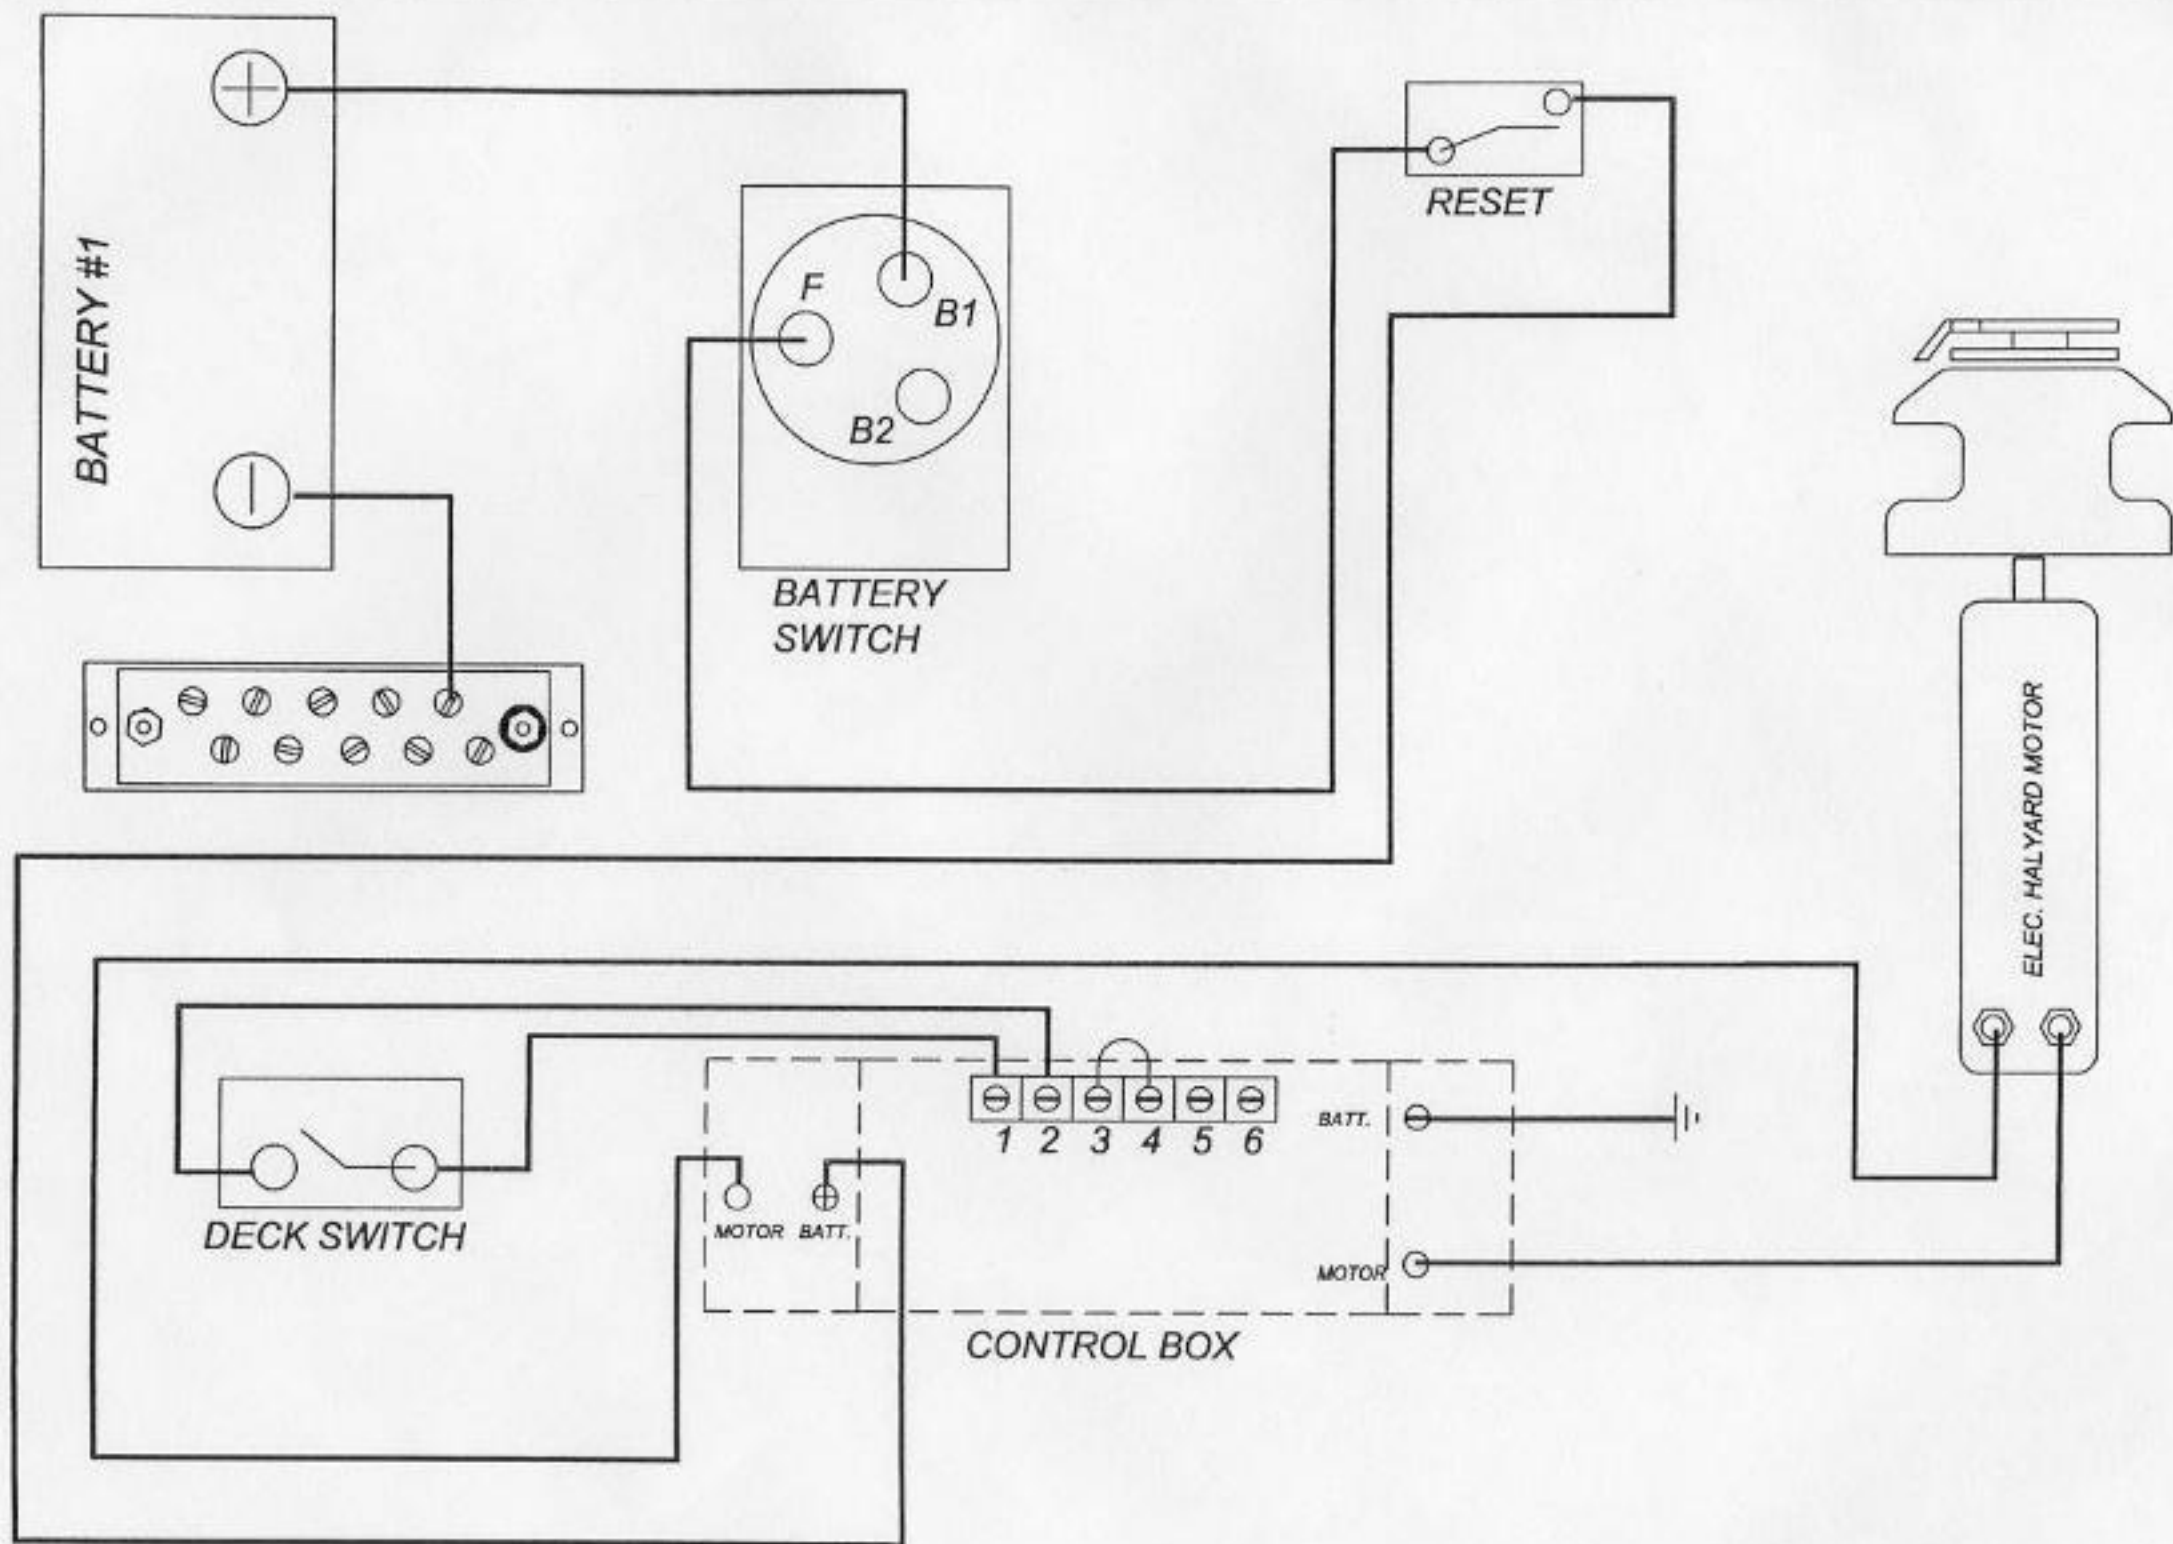 BATTERY #1
F
B1
B2
BATTERY
SWITCH
RESET
ELEC. HALYARD MOTOR
DECK SWITCH
1 2 3 4 5 6
BATT.
MOTOR BATT.
MOTOR
CONTROL BOX